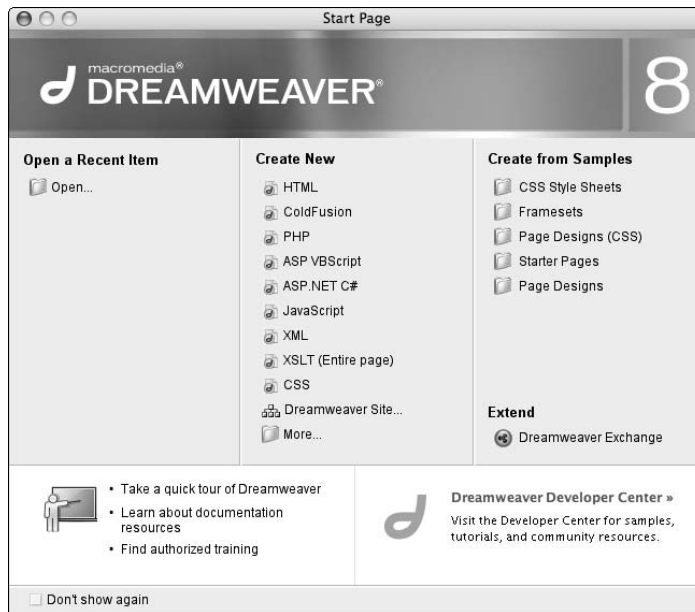 Start Page
macromedia®
DREAMWEAVER®
8
Open a Recent Item
Open...
Create New
HTML
ColdFusion
PHP
ASP VBScript
ASP.NET C#
JavaScript
XML
XSLT (Entire page)
CSS
Dreamweaver Site...
More...
Create from Samples
CSS Style Sheets
Framesets
Page Designs (CSS)
Starter Pages
Page Designs
Extend
Dreamweaver Exchange
• Take a quick tour of Dreamweaver
• Learn about documentation
resources
• Find authorized training
Dreamweaver Developer Center »
Visit the Developer Center for samples,
tutorials, and community resources.
Don't show again